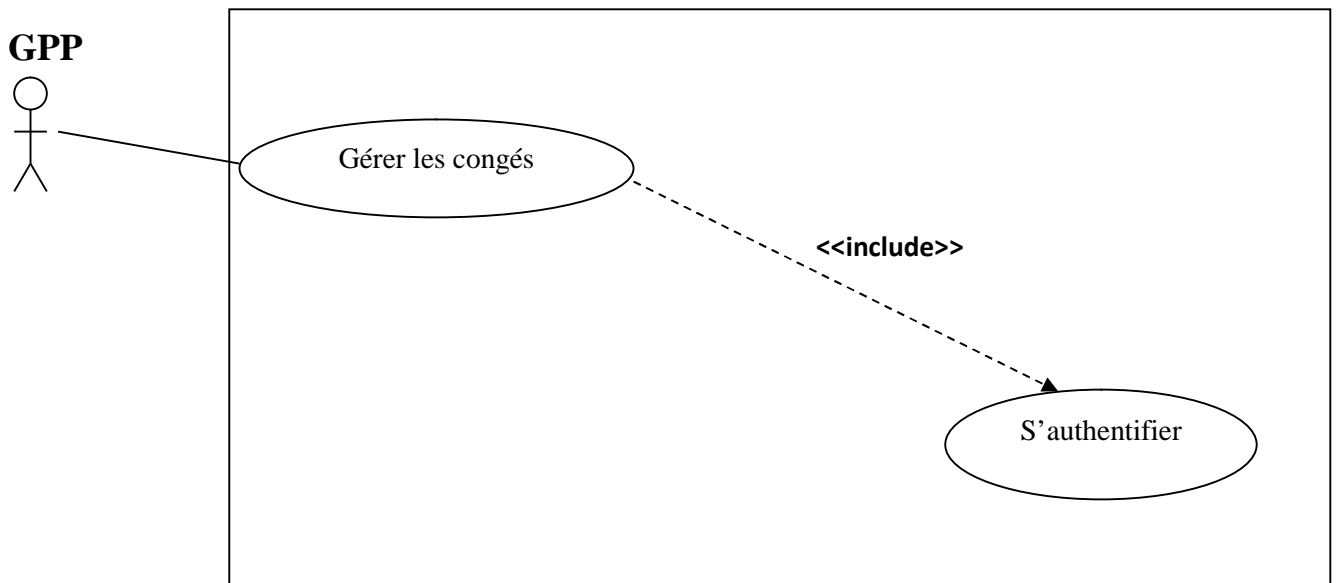 GPP
Gérer les congés
<<include>>
S’authentifier